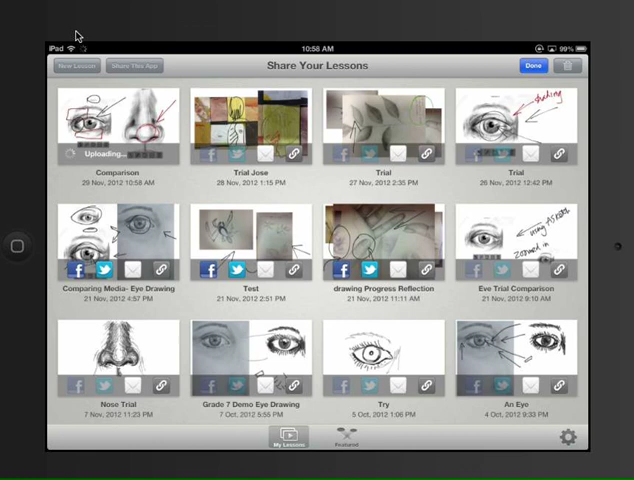 iPad
10:58 AM
99%
New Lesson
Share This App
Share Your Lessons
Done
shading
Uploading...
Comparison
29 Nov, 2012 10:58 AM
Trial Jose
28 Nov, 2012 1:15 PM
Trial
27 Nov, 2012 2:35 PM
Trial
26 Nov, 2012 12:42 PM
using
zoomed in
Comparing Media- Eye Drawing
21 Nov, 2012 4:57 PM
Test
21 Nov, 2012 2:51 PM
drawing Progress Reflection
21 Nov, 2012 11:11 AM
Eve Trial Comparison
21 Nov, 2012 9:10 AM
Nose Trial
7 Nov, 2012 11:23 PM
Grade 7 Demo Eye Drawing
7 Oct, 2012 5:55 PM
Try
5 Oct, 2012 1:06 PM
An Eye
4 Oct, 2012 9:33 PM
My Lessons
Featured